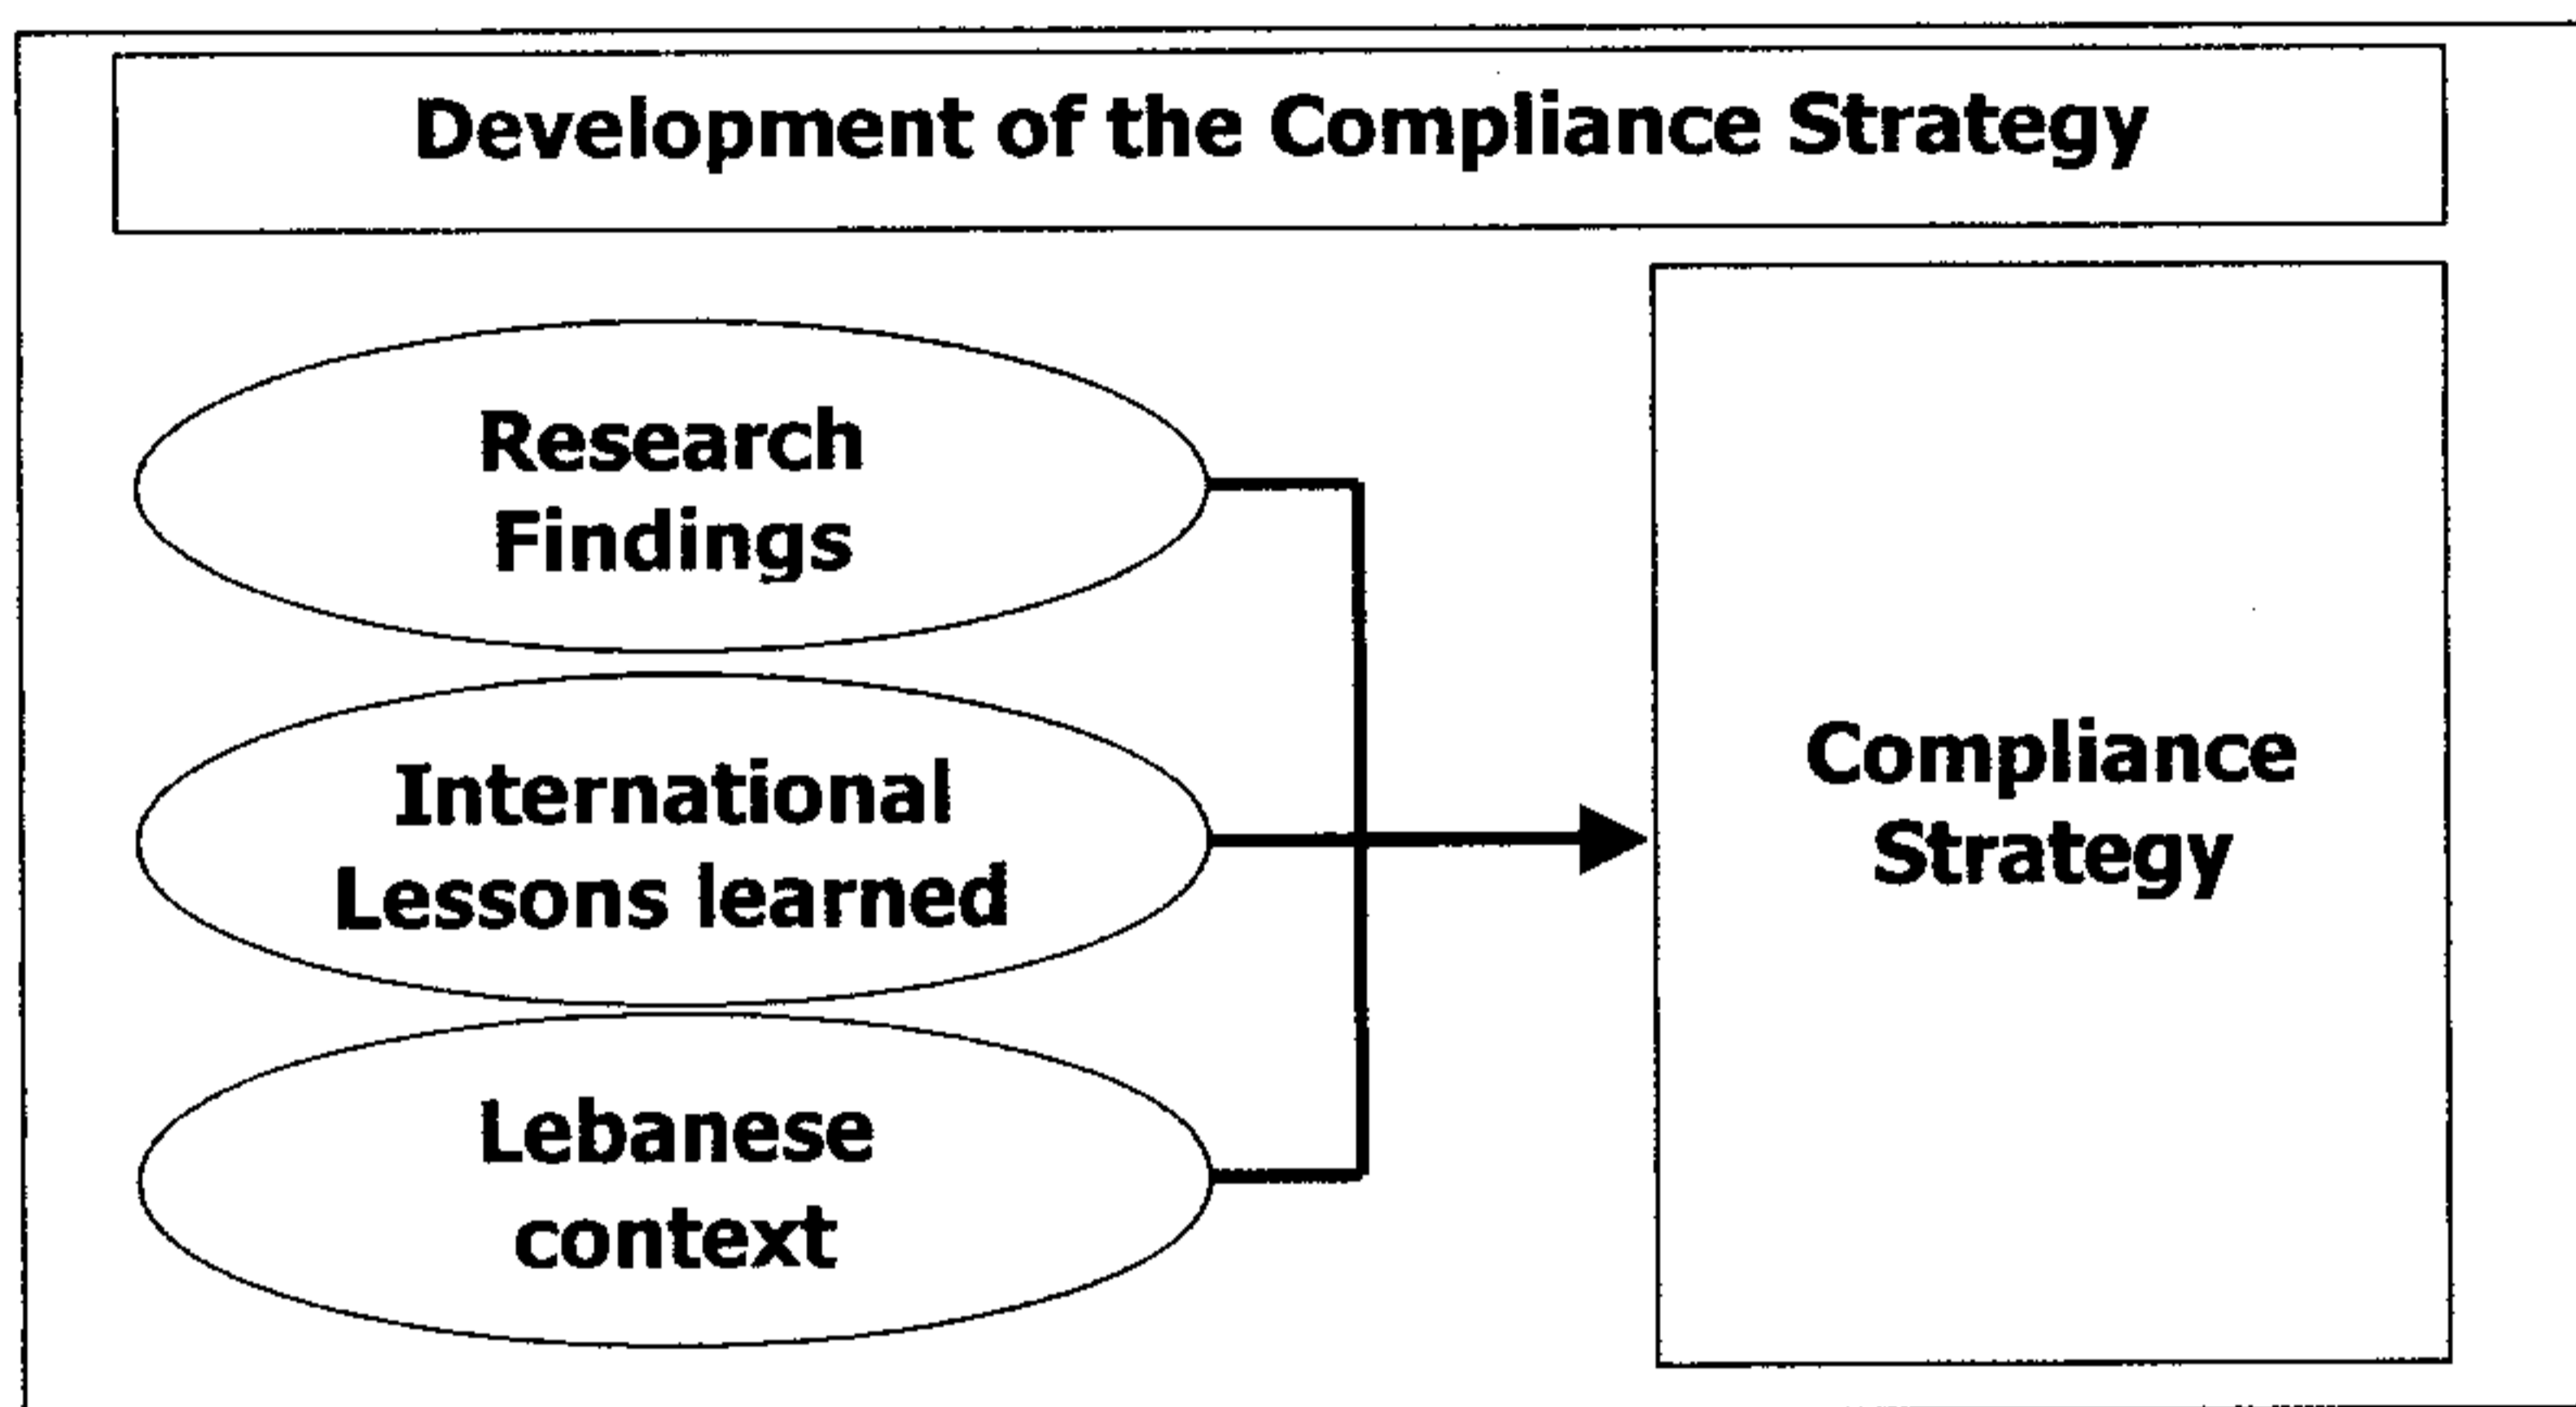 Development of the Compliance Strategy
Research
Findings
International
Lessons learned
Lebanese
context
Compliance
Strategy